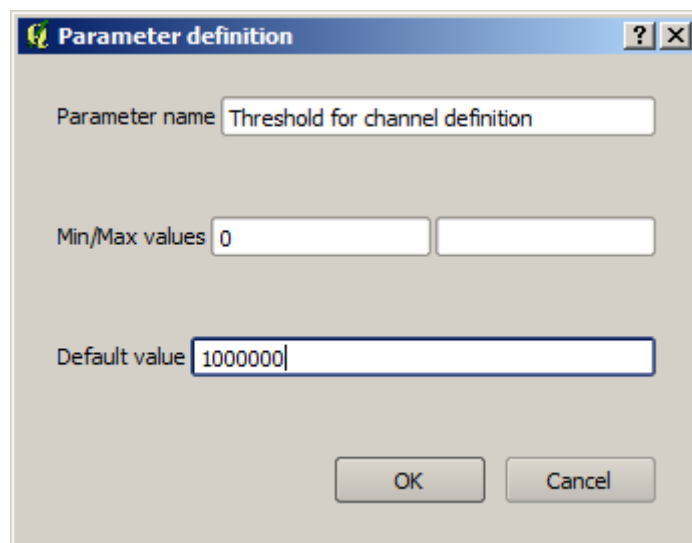 Parameter definition
Parameter name Threshold for channel definition
Min/Max values 0
Default value 1000000
OK Cancel